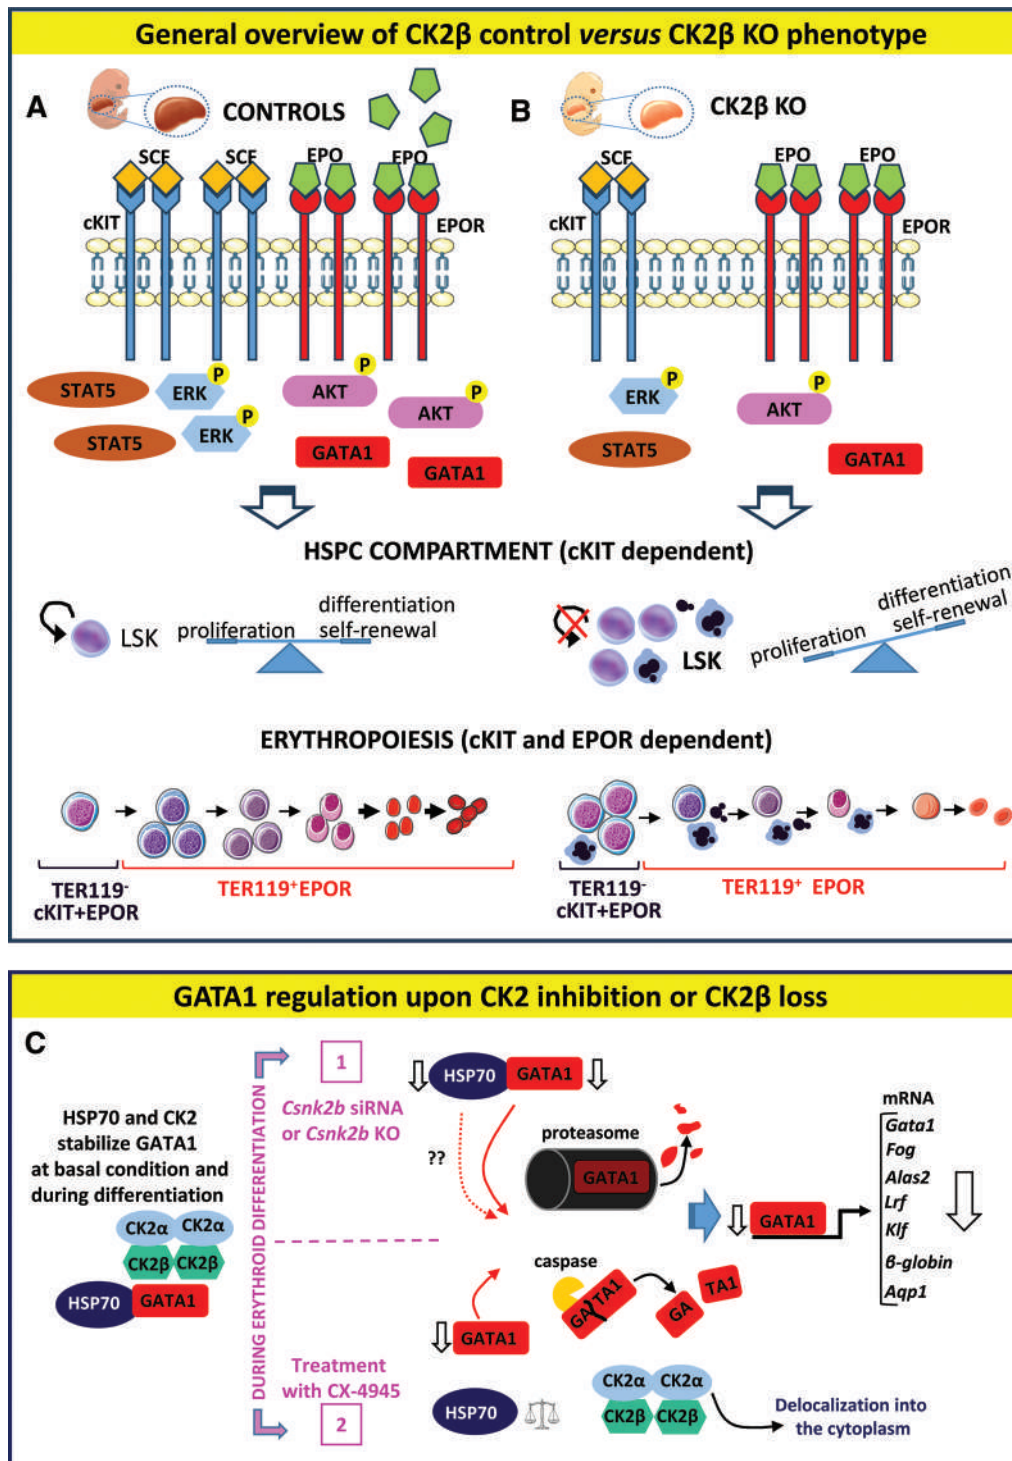 General overview of CK2β control versus CK2β KO phenotype
A
CONTROLS
SCF
SCF
EPO
EPO
cKIT
EPOR
STAT5
ERK
P
STAT5
ERK
P
AKT
P
AKT
P
GATA1
GATA1
B
CK2β KO
SCF
EPO
EPO
cKIT
EPOR
ERK
P
STAT5
AKT
P
GATA1
HSPC COMPARTMENT (cKIT dependent)
LSK
proliferation
differentiation
self-renewal
LSK
proliferation
differentiation
self-renewal
ERYTHROPOIESIS (cKIT and EPOR dependent)
TER119-
cKIT+EPOR
TER119+EPOR
TER119-
cKIT+EPOR
TER119+ EPOR
GATA1 regulation upon CK2 inhibition or CK2β loss
C
HSP70 and CK2
stabilize GATA1
at basal condition and
during differentiation
CK2α CK2α
CK2β CK2β
HSP70 GATA1
DURING ERYTHROID DIFFERENTIATION
1
Csnk2b siRNA
or Csnk2b KO
HSP70 GATA1
??
proteasome
GATA1
caspase
GATA1
GA
TA1
GATA1
Treatment
with CX-4945
2
HSP70
CK2α CK2α
CK2β CK2β
Delocalization into
the cytoplasm
GATA1
mRNA
Gata1
Fog
Alas2
Lrf
Klf
β-globin
Aqp1